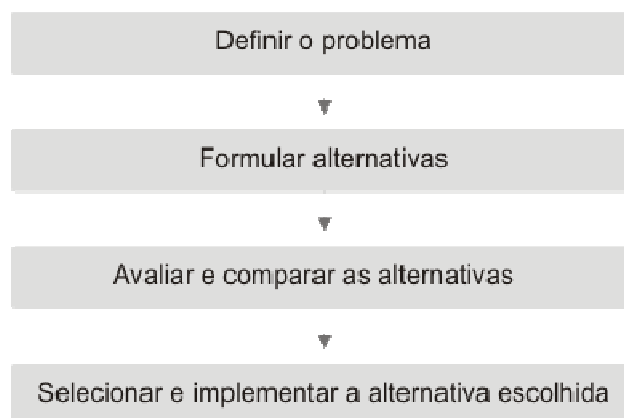 Definir o problema
Formular alternativas
Avaliar e comparar as alternativas
Selecionar e implementar a alternativa escolhida